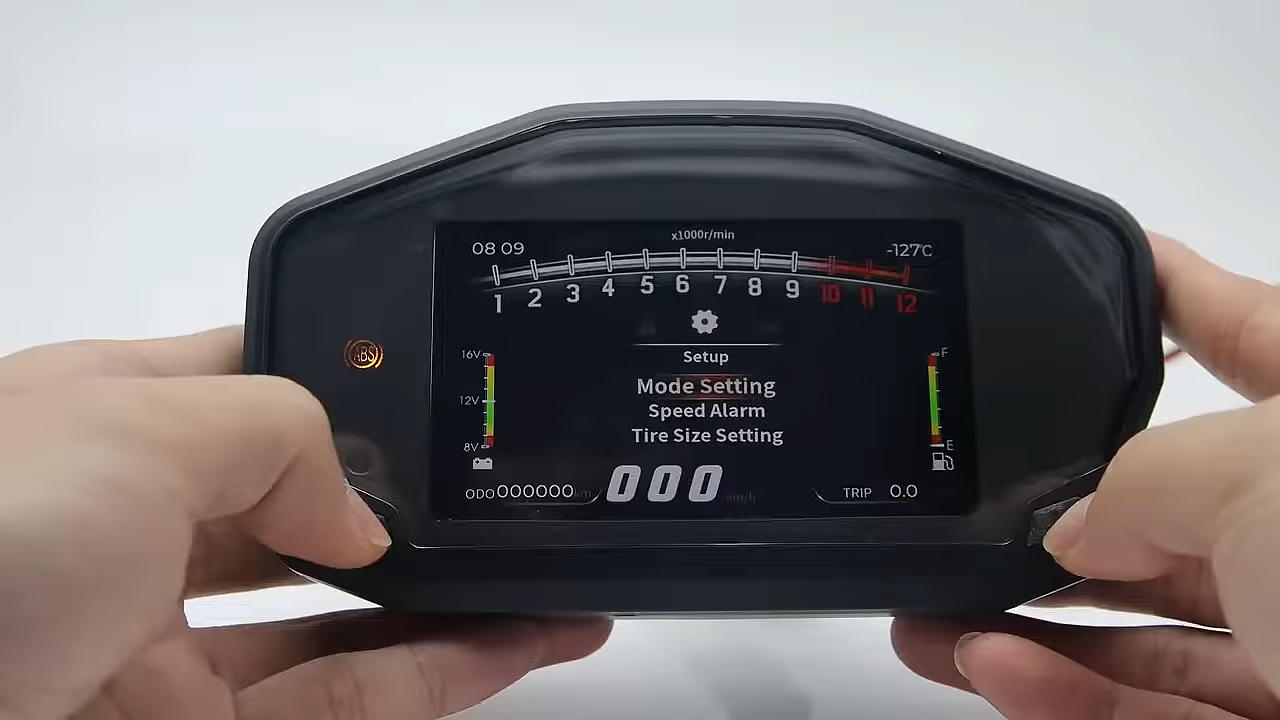 x1000r/min
08 09
-127℃
1 2 3 4 5 6 7 8 9 10 11 12
ABS
Setup
16V
F
Mode Setting
12V
Speed Alarm
Tire Size Setting
8V
E
000 km/h
ODO 000000 km
TRIP 0.0